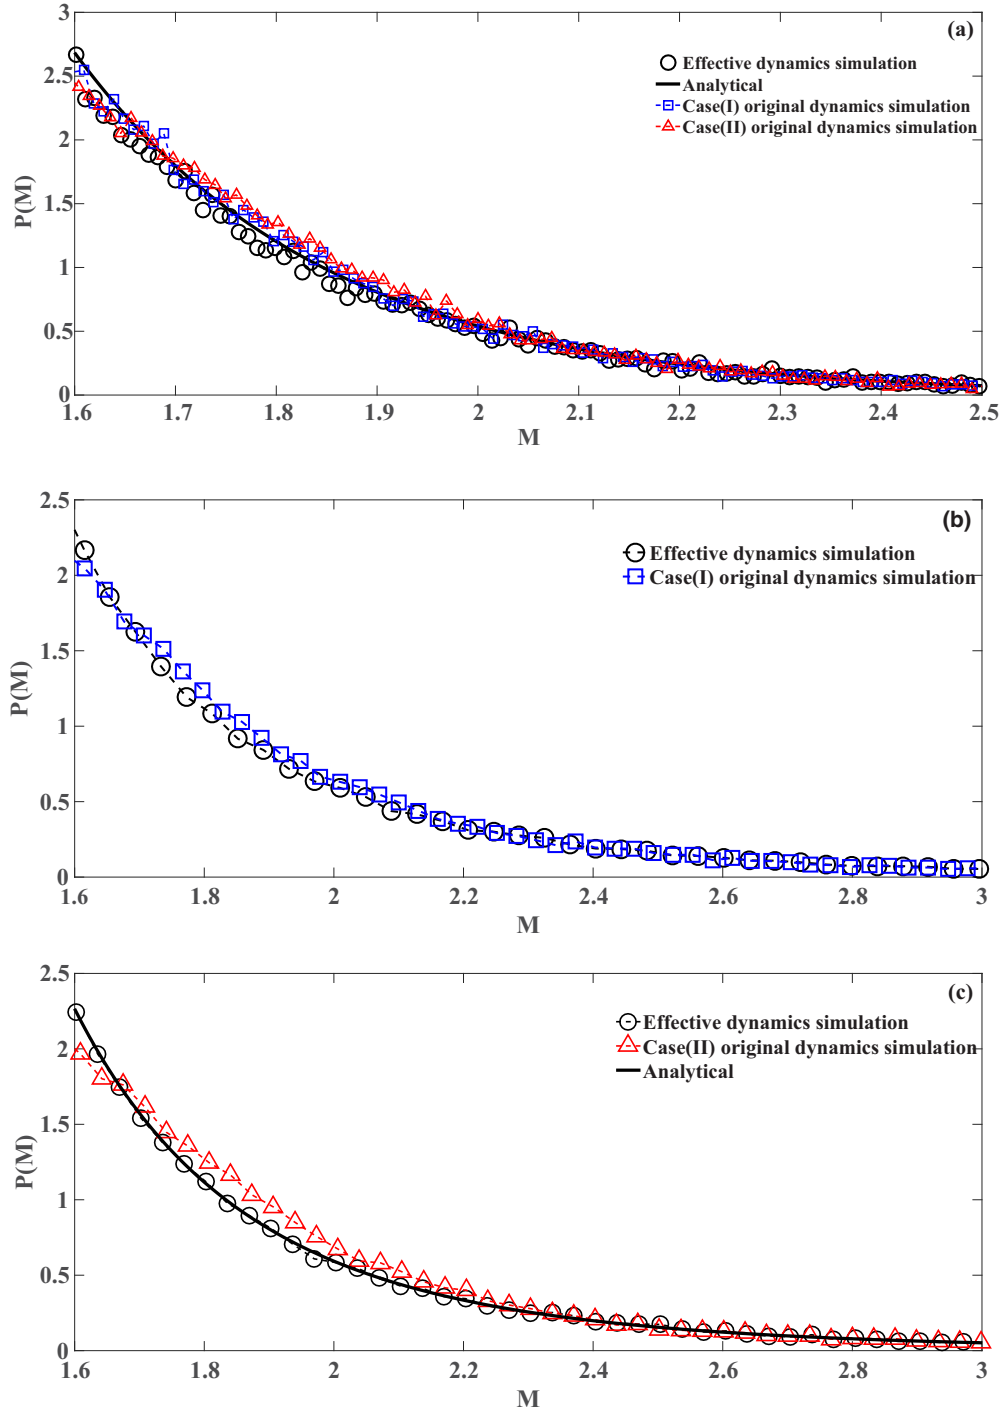 (a)
3
2.5
2
1.5
1
0.5
0
P(M)
Effective dynamics simulation
Analytical
Case(I) original dynamics simulation
Case(II) original dynamics simulation
1.6 1.7 1.8 1.9 2 2.1 2.2 2.3 2.4 2.5
M
(b)
2.5
2
1.5
1
0.5
0
P(M)
Effective dynamics simulation
Case(I) original dynamics simulation
1.6 1.8 2 2.2 2.4 2.6 2.8 3
M
(c)
2.5
2
1.5
1
0.5
0
P(M)
Effective dynamics simulation
Case(II) original dynamics simulation
Analytical
1.6 1.8 2 2.2 2.4 2.6 2.8 3
M